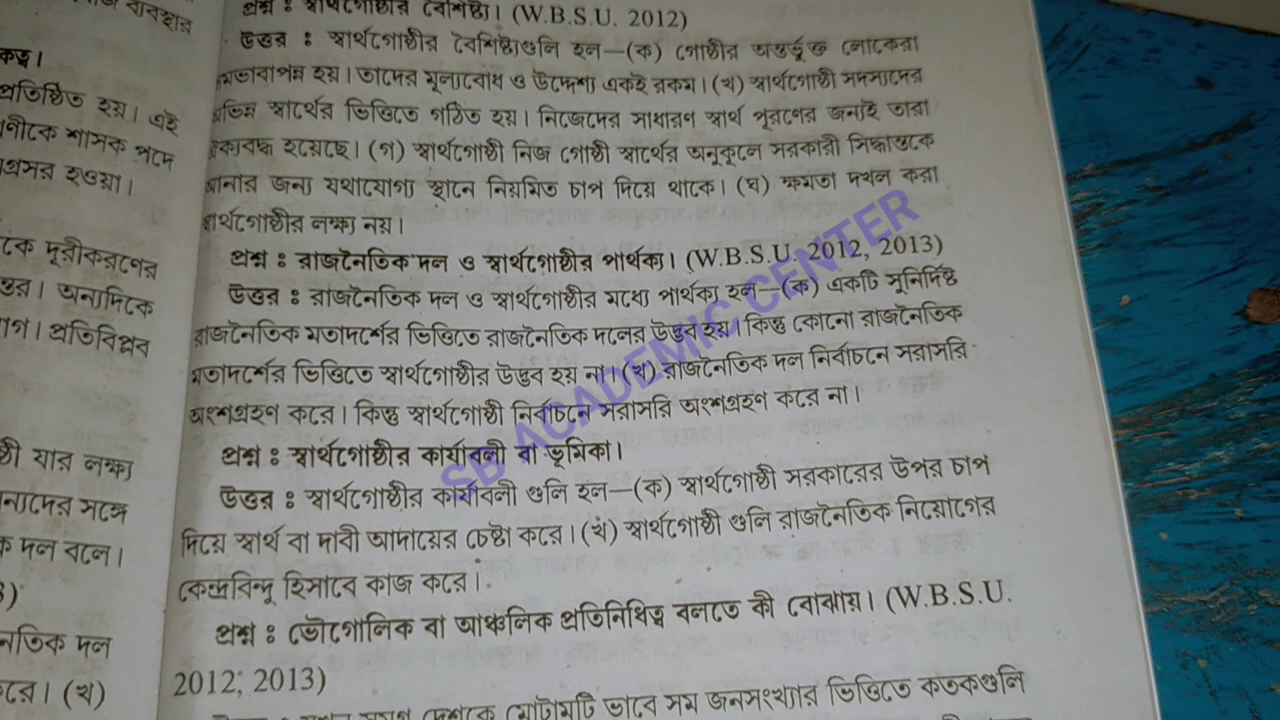 ব্যবস্থার
প্রশ্ন : স্বার্থগোষ্ঠীর বৈশিষ্ট্য। (W.B.S.U. 2012)
উত্তর : স্বার্থগোষ্ঠীর বৈশিষ্ট্যগুলি হল—(ক) গোষ্ঠীর অন্তর্ভুক্ত লোকেরা
মভাবাপন্ন হয়। তাদের মূল্যবোধ ও উদ্দেশ্য একই রকম। (খ) স্বার্থগোষ্ঠী সদস্যদের
ভিন্ন স্বার্থের ভিত্তিতে গঠিত হয়। নিজেদের সাধারণ স্বার্থ পূরণের জন্যই তারা
ক্যবদ্ধ হয়েছে। (গ) স্বার্থগোষ্ঠী নিজ গোষ্ঠী স্বার্থের অনুকূলে সরকারী সিদ্ধান্তকে
আনার জন্য যথাযোগ্য স্থানে নিয়মিত চাপ দিয়ে থাকে। (ঘ) ক্ষমতা দখল করা
র্থগোষ্ঠীর লক্ষ্য নয়।
প্রশ্ন : রাজনৈতিক দল ও স্বার্থগোষ্ঠীর পার্থক্য। (W.B.S.U. 2012, 2013)
উত্তর : রাজনৈতিক দল ও স্বার্থগোষ্ঠীর মধ্যে পার্থক্য হল—(ক) একটি সুনির্দিষ্ট
রাজনৈতিক মতাদর্শের ভিত্তিতে রাজনৈতিক দলের উদ্ভব হয়। কিন্তু কোনো রাজনৈতিক
মতাদর্শের ভিত্তিতে স্বার্থগোষ্ঠীর উদ্ভব হয় না। (খ) রাজনৈতিক দল নির্বাচনে সরাসরি
অংশগ্রহণ করে। কিন্তু স্বার্থগোষ্ঠী নির্বাচনে সরাসরি অংশগ্রহণ করে না।
প্রশ্ন : স্বার্থগোষ্ঠীর কার্যাবলী বা ভূমিকা।
উত্তর : স্বার্থগোষ্ঠীর কার্যাবলী গুলি হল—(ক) স্বার্থগোষ্ঠী সরকারের উপর চাপ
দিয়ে স্বার্থ বা দাবী আদায়ের চেষ্টা করে। (খ) স্বার্থগোষ্ঠী গুলি রাজনৈতিক নিয়োগের
কেন্দ্রবিন্দু হিসাবে কাজ করে।
প্রশ্ন : ভৌগোলিক বা আঞ্চলিক প্রতিনিধিত্ব বলতে কী বোঝায়। (W.B.S.U.
2012, 2013)
দেশকে মোটামটি ভাবে সম জনসংখ্যার ভিত্তিতে কতকগুলি
প্রতিষ্ঠিত হয়। এই
ণীকে শাসক পদে
গ্রসর হওয়া।
কে দূরীকরণের
অন্যদিকে
গ। প্রতিবিপ্লব
ষ্ঠী যার লক্ষ্য
ন্যদের সঙ্গে
ক দল বলে।
নৈতিক দল
করে। (খ)
SB ACADEMIC CENTER